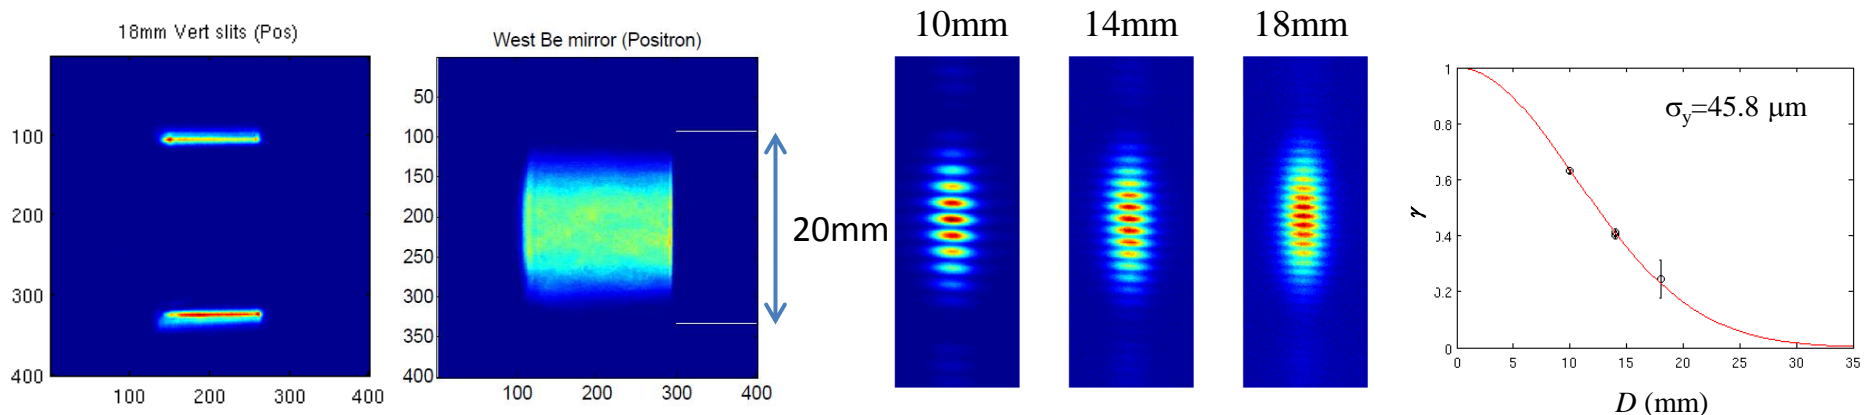 18mm Vert slits (Pos)
100
200
300
400
100 200 300 400
West Be mirror (Positron)
50
100
150
200
250
300
350
400
100 200 300 400
20mm
10mm
14mm
18mm
σy=45.8 μm
γ
1
0.8
0.6
0.4
0.2
0
0 5 10 15 20 25 30 35
D (mm)